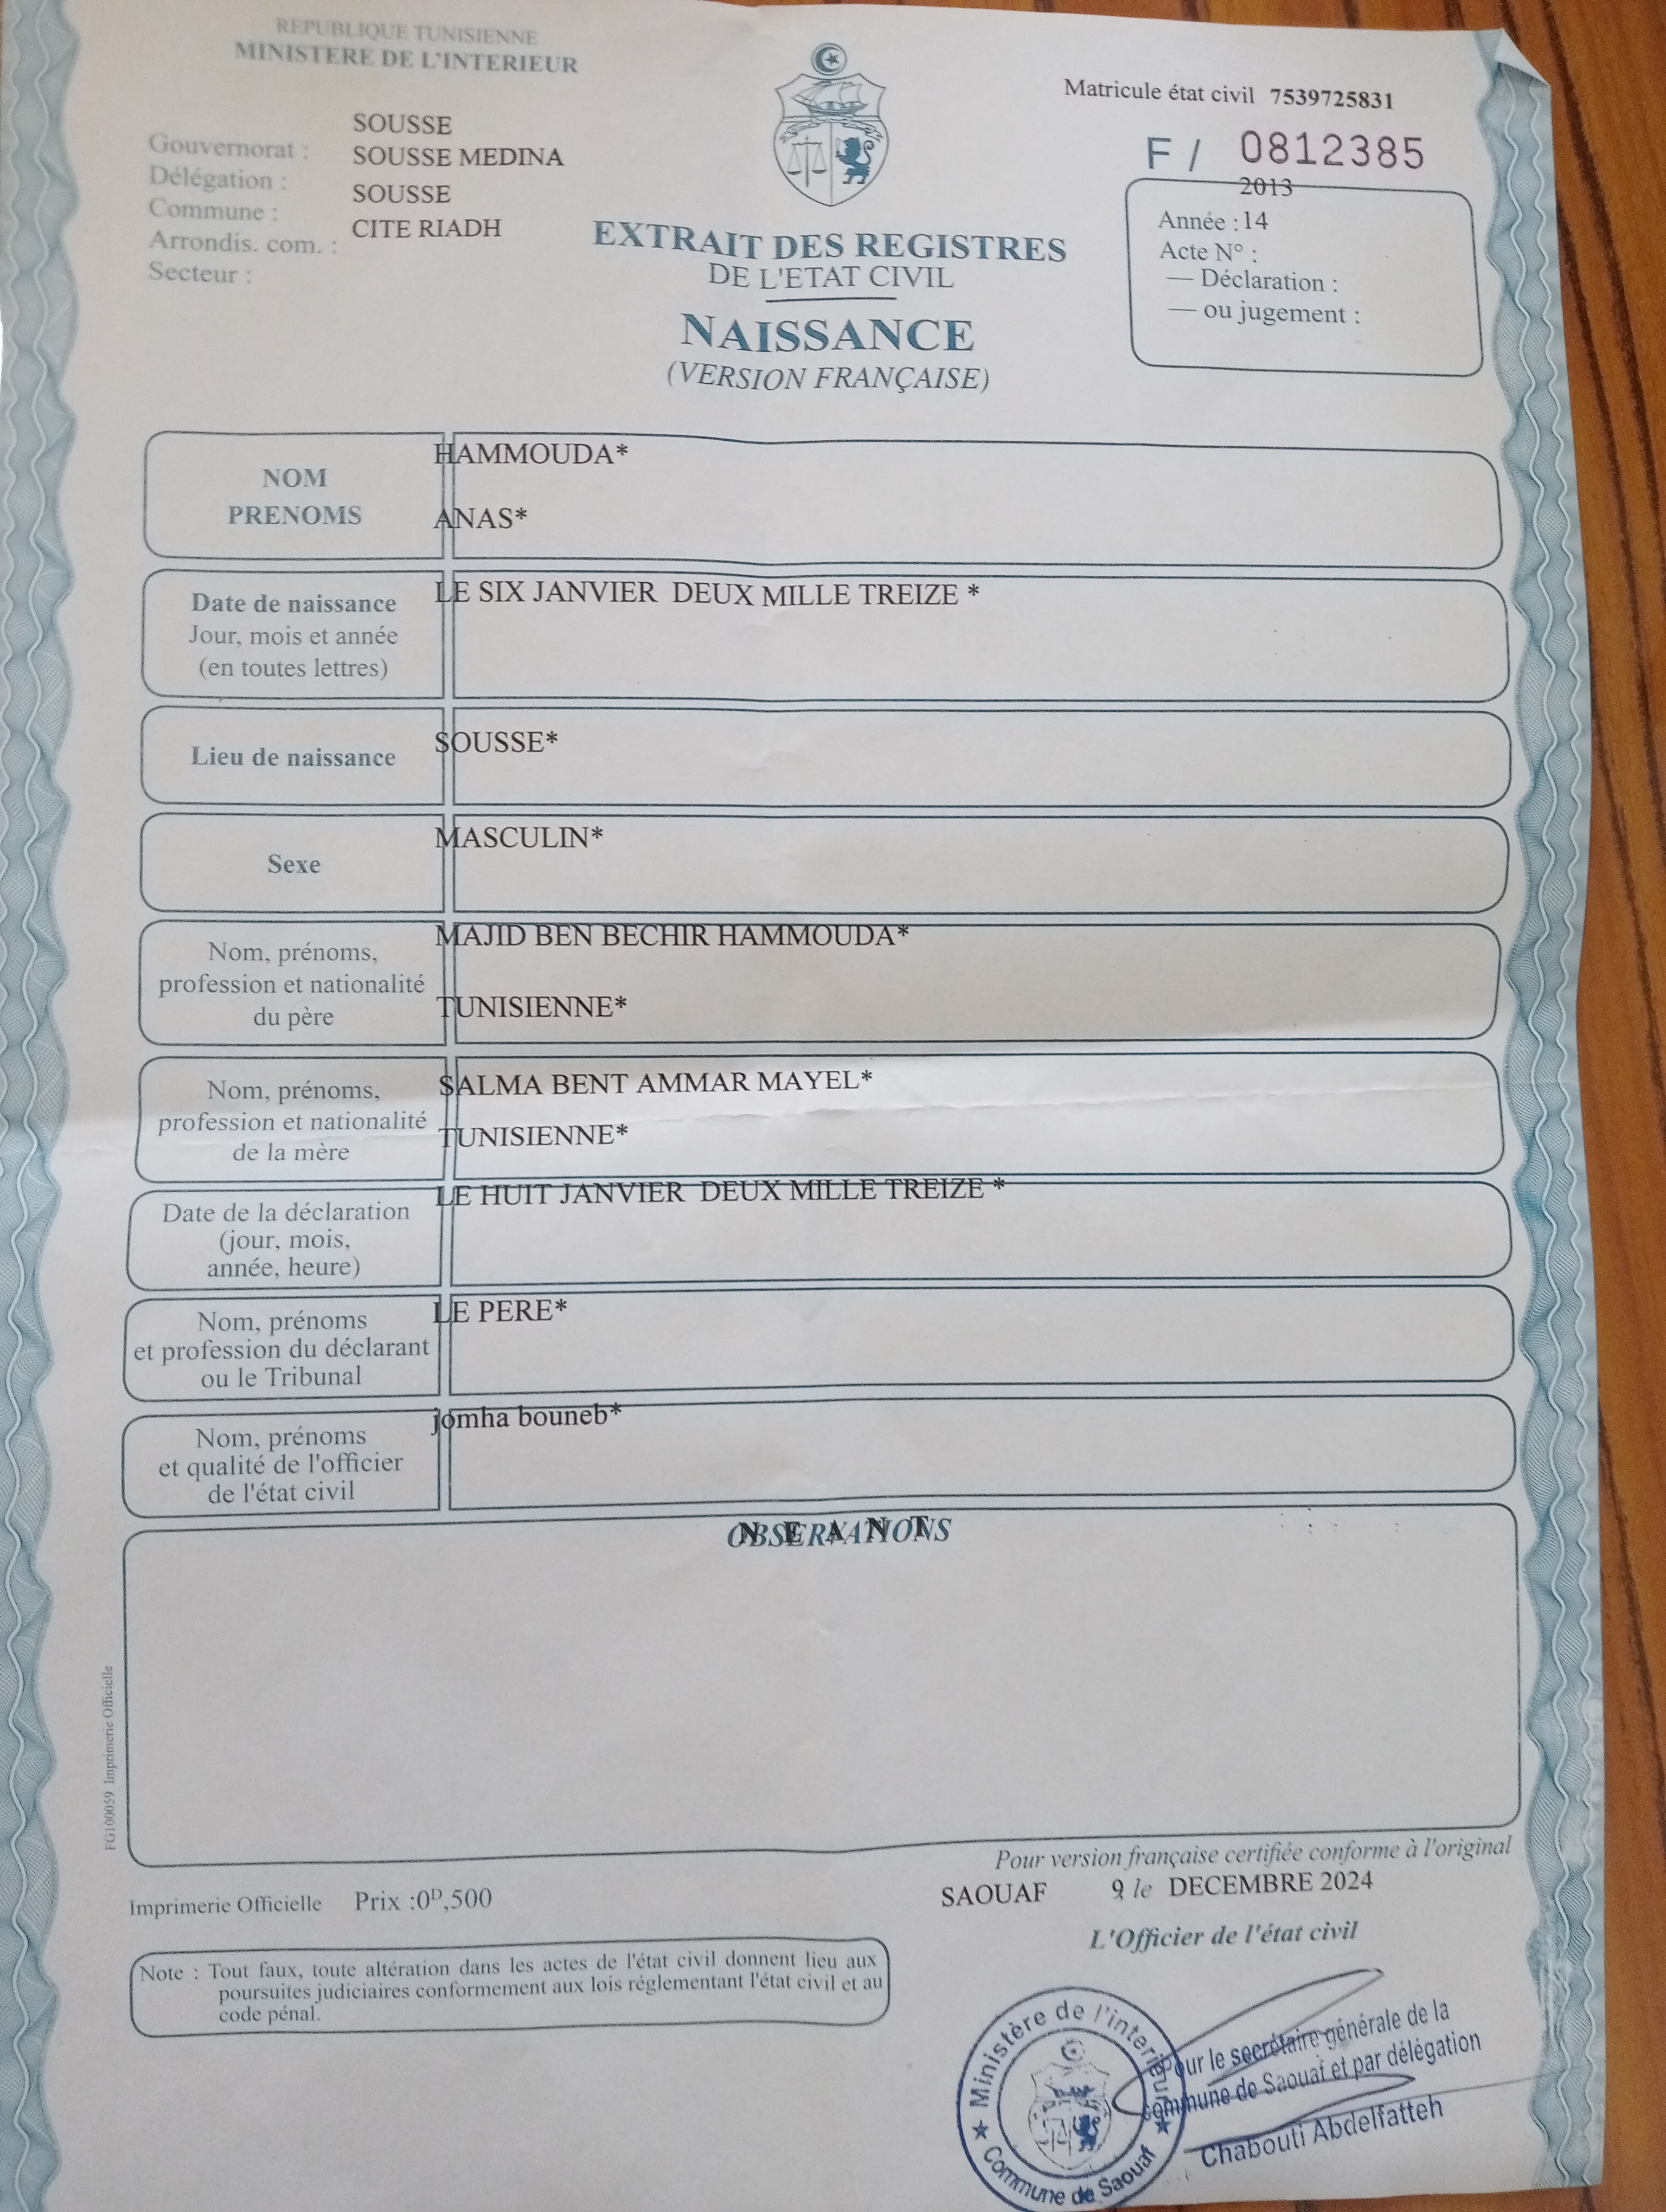 REPUBLIQUE TUNISIENNE
MINISTERE DE L'INTERIEUR
Matricule état civil 7539725831
F / 0812385
Gouvernorat : SOUSSE
Délégation : SOUSSE MEDINA
Commune : SOUSSE
Arrondis. com. : CITE RIADH
Secteur :
2013
Année : 14
Acte N° :
— Déclaration :
— ou jugement :
EXTRAIT DES REGISTRES
DE L'ETAT CIVIL
NAISSANCE
(VERSION FRANÇAISE)
NOM HAMMOUDA*
PRENOMS ANAS*
Date de naissance LE SIX JANVIER DEUX MILLE TREIZE *
Jour, mois et année
(en toutes lettres)
Lieu de naissance SOUSSE*
Sexe MASCULIN*
Nom, prénoms, MAJID BEN BECHIR HAMMOUDA*
profession et nationalité
du père TUNISIENNE*
Nom, prénoms, SALMA BENT AMMAR MAYEL*
profession et nationalité TUNISIENNE*
de la mère
Date de la déclaration LE HUIT JANVIER DEUX MILLE TREIZE *
(jour, mois,
année, heure)
Nom, prénoms LE PERE*
et profession du déclarant
ou le Tribunal
Nom, prénoms jomha bouneb*
et qualité de l'officier
de l'état civil
OBSERVATIONS
N E A N T
FG100059 Imprimerie Officielle
Pour version française certifiée conforme à l'original
Imprimerie Officielle Prix :0ᴰ,500
SAOUAF 9 le DECEMBRE 2024
L'Officier de l'état civil
Note : Tout faux, toute altération dans les actes de l'état civil donnent lieu aux
poursuites judiciaires conformement aux lois réglementant l'état civil et au
code pénal.
Ministère de l'interieur
Commune de Saouaf
Pour le secrétaire générale de la
commune de Saouaf et par délégation
Chabouti Abdelfatteh